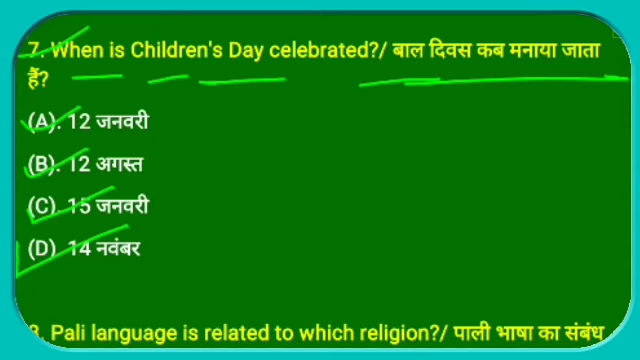 7. When is Children's Day celebrated?/ बाल दिवस कब मनाया जाता
हैं?
(A). 12 जनवरी
(B). 12 अगस्त
(C). 15 जनवरी
(D). 14 नवंबर
8. Pali language is related to which religion?/ पाली भाषा का संबंध